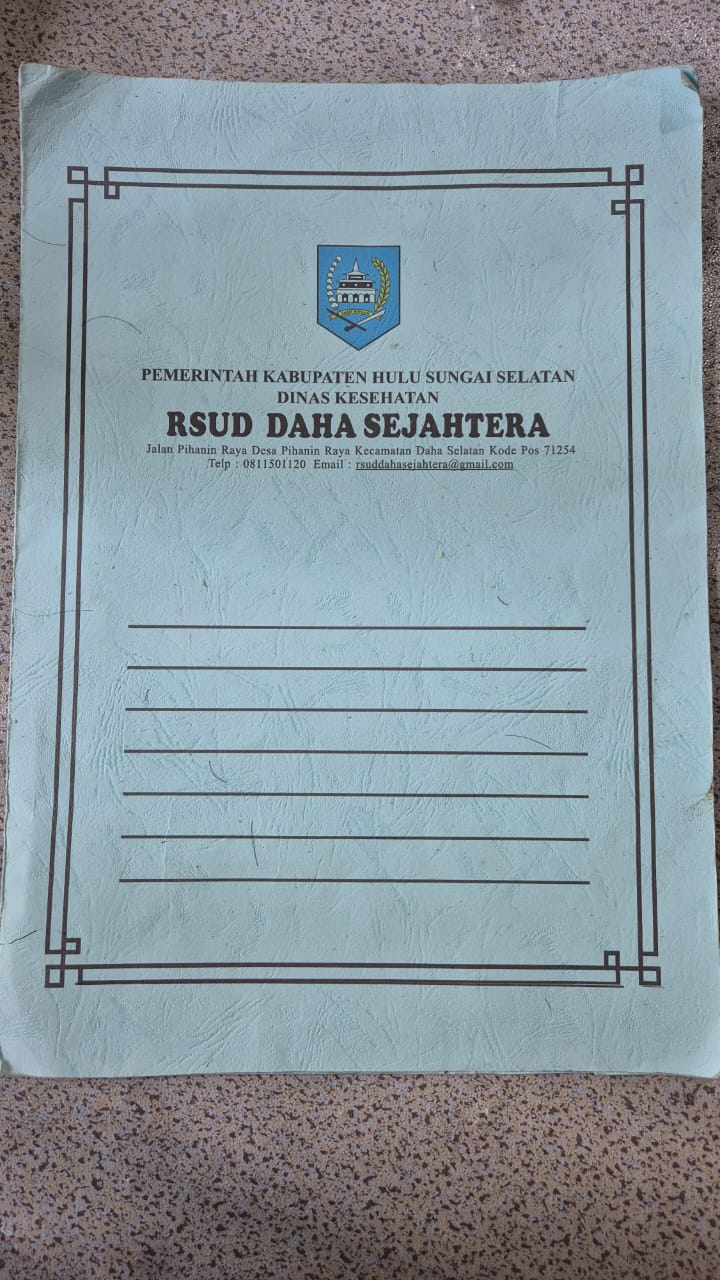 PEMERINTAH KABUPATEN HULU SUNGAI SELATAN
DINAS KESEHATAN
RSUD DAHA SEJAHTERA
Jalan Pihanin Raya Desa Pihanin Raya Kecamatan Daha Selatan Kode Pos 71254
Telp : 0811501120 Email : rsuddahasejahtera@gmail.com